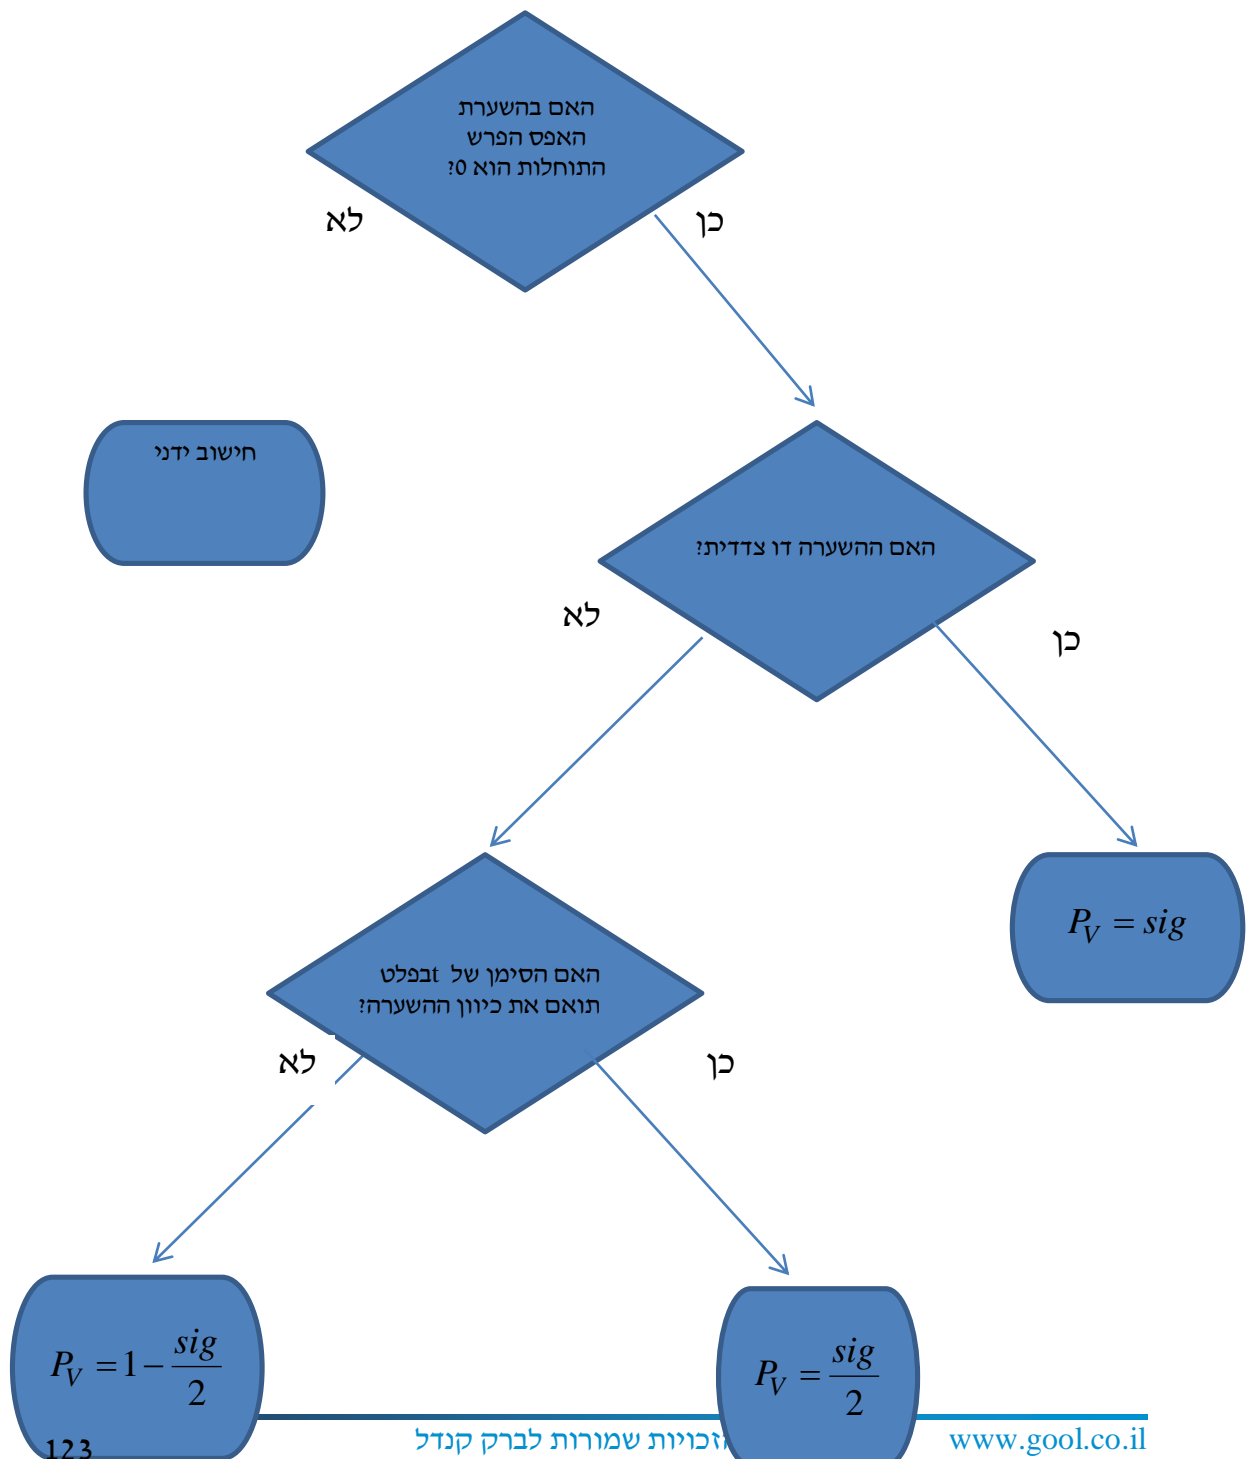 האם בהשערת
האפס הפרש
התוחלות הוא 0?
לא
כן
חישוב ידני
האם ההשערה דו צדדית?
לא
כן
P_V = sig
האם הסימן של t בפלט
תואם את כיוון ההשערה?
לא
כן
P_V = 1 - sig/2
P_V = sig/2
123
הזכויות שמורות לברק קנדל
www.gool.co.il